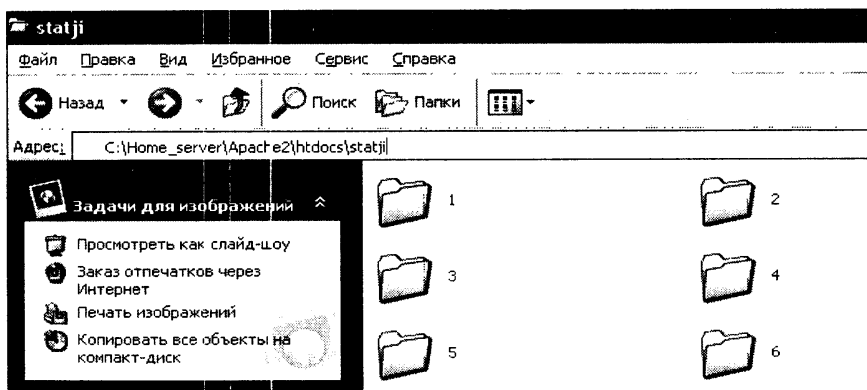 statji
Файл Правка Вид Избранное Сервис Справка
Назад Поиск Папки
Адрес: C:\Home_server\Apache2\htdocs\statji
Задачи для изображений
Просмотреть как слайд-шоу
Заказ отпечатков через
Интернет
Печать изображений
Копировать все объекты на
компакт-диск
1 2
3 4
5 6